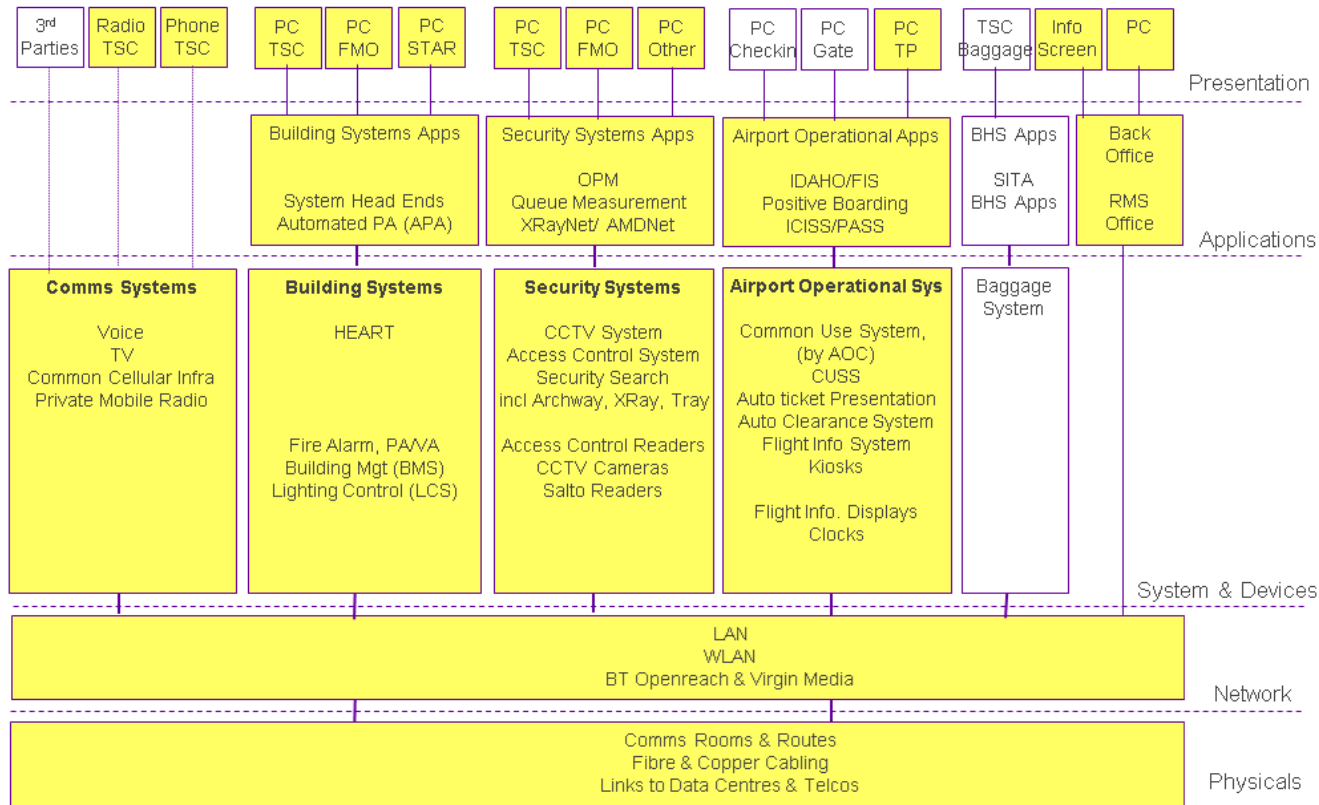 3rd
Parties
Radio
TSC
Phone
TSC
PC
TSC
PC
FMO
PC
STAR
PC
TSC
PC
FMO
PC
Other
PC
Checkin
PC
Gate
PC
TP
TSC
Baggage
Info
Screen
PC
Presentation
Building Systems Apps
System Head Ends
Automated PA (APA)
Security Systems Apps
OPM
Queue Measurement
XRayNet/ AMDNet
Airport Operational Apps
IDAHO/FIS
Positive Boarding
ICISS/PASS
BHS Apps
SITA
BHS Apps
Back
Office
RMS
Office
Applications
Comms Systems
Voice
TV
Common Cellular Infra
Private Mobile Radio
Building Systems
HEART
Fire Alarm, PA/VA
Building Mgt (BMS)
Lighting Control (LCS)
Security Systems
CCTV System
Access Control System
Security Search
incl Archway, XRay, Tray
Access Control Readers
CCTV Cameras
Salto Readers
Airport Operational Sys
Common Use System,
(by AOC)
CUSS
Auto ticket Presentation
Auto Clearance System
Flight Info System
Kiosks
Flight Info. Displays
Clocks
Baggage
System
System & Devices
LAN
WLAN
BT Openreach & Virgin Media
Network
Comms Rooms & Routes
Fibre & Copper Cabling
Links to Data Centres & Telcos
Physicals